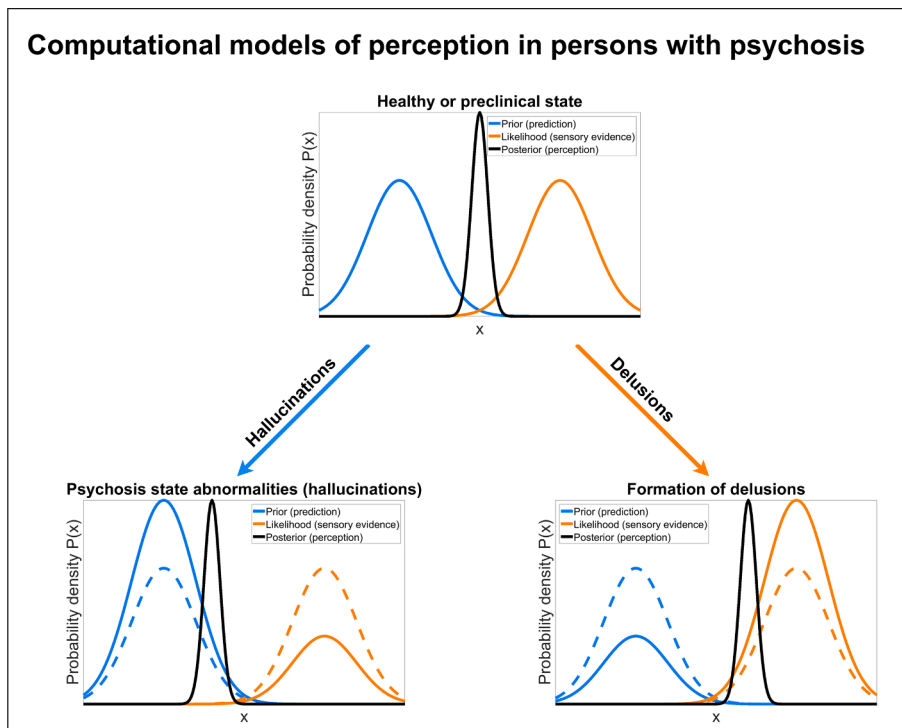 Computational models of perception in persons with psychosis
Healthy or preclinical state
Prior (prediction)
Likelihood (sensory evidence)
Posterior (perception)
Probability density P(x)
x
Hallucinations
Delusions
Psychosis state abnormalities (hallucinations)
Prior (prediction)
Likelihood (sensory evidence)
Posterior (perception)
Probability density P(x)
x
Formation of delusions
Prior (prediction)
Likelihood (sensory evidence)
Posterior (perception)
Probability density P(x)
x